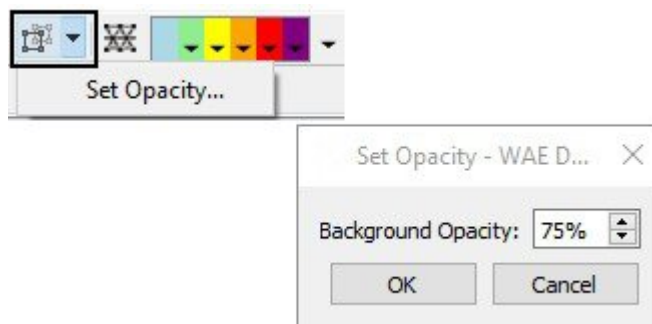 Set Opacity...
Set Opacity - WAE D...
Background Opacity: 75%
OK Cancel